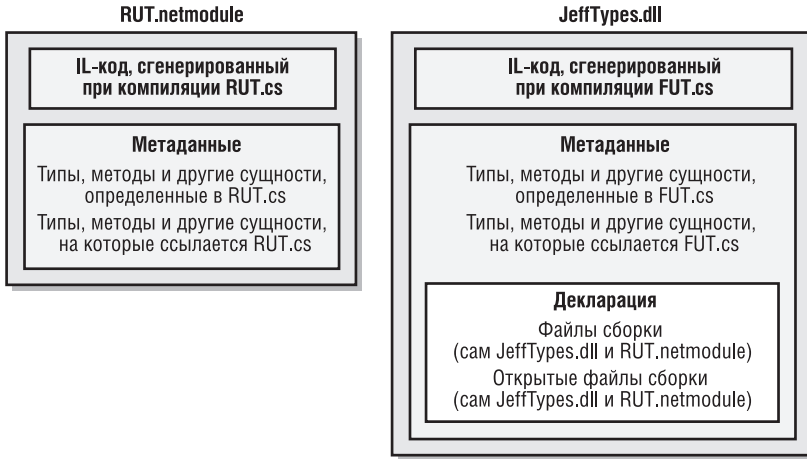 RUT.netmodule
IL-код, сгенерированный
при компиляции RUT.cs
Метаданные
Типы, методы и другие сущности,
определенные в RUT.cs
Типы, методы и другие сущности,
на которые ссылается RUT.cs
JeffTypes.dll
IL-код, сгенерированный
при компиляции FUT.cs
Метаданные
Типы, методы и другие сущности,
определенные в FUT.cs
Типы, методы и другие сущности,
на которые ссылается FUT.cs
Декларация
Файлы сборки
(сам JeffTypes.dll и RUT.netmodule)
Открытые файлы сборки
(сам JeffTypes.dll и RUT.netmodule)